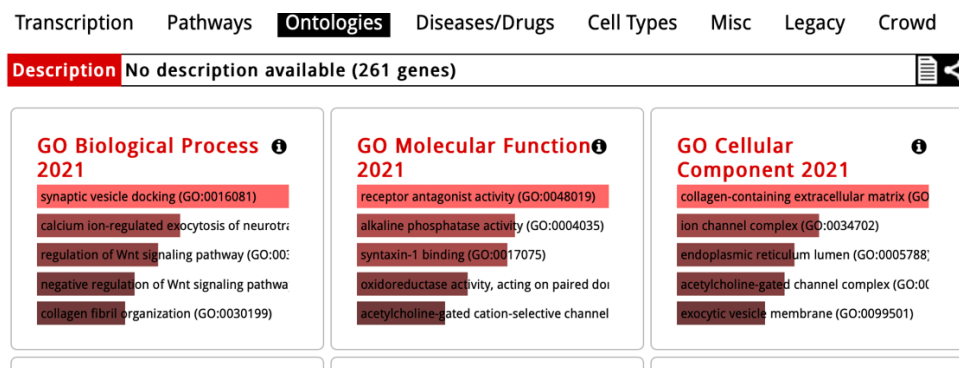 Transcription Pathways Ontologies Diseases/Drugs Cell Types Misc Legacy Crowd
Description No description available (261 genes)
GO Biological Process
2021
synaptic vesicle docking (GO:0016081)
calcium ion-regulated exocytosis of neurotra
regulation of Wnt signaling pathway (GO:003
negative regulation of Wnt signaling pathwa
collagen fibril organization (GO:0030199)
GO Molecular Function
2021
receptor antagonist activity (GO:0048019)
alkaline phosphatase activity (GO:0004035)
syntaxin-1 binding (GO:0017075)
oxidoreductase activity, acting on paired do
acetylcholine-gated cation-selective channel
GO Cellular
Component 2021
collagen-containing extracellular matrix (GO
ion channel complex (GO:0034702)
endoplasmic reticulum lumen (GO:0005788)
acetylcholine-gated channel complex (GO:00
exocytic vesicle membrane (GO:0099501)